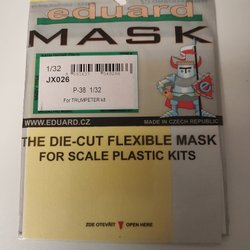 eduard
MASK
1/32
JX026
P-38 1/32
For TRUMPETER kit
WWW.EDUARD.CZ
MADE IN CZECH REPUBLIC
THE DIE-CUT FLEXIBLE MASK
FOR SCALE PLASTIC KITS
ZDE OTEVŘÍT OPEN HERE